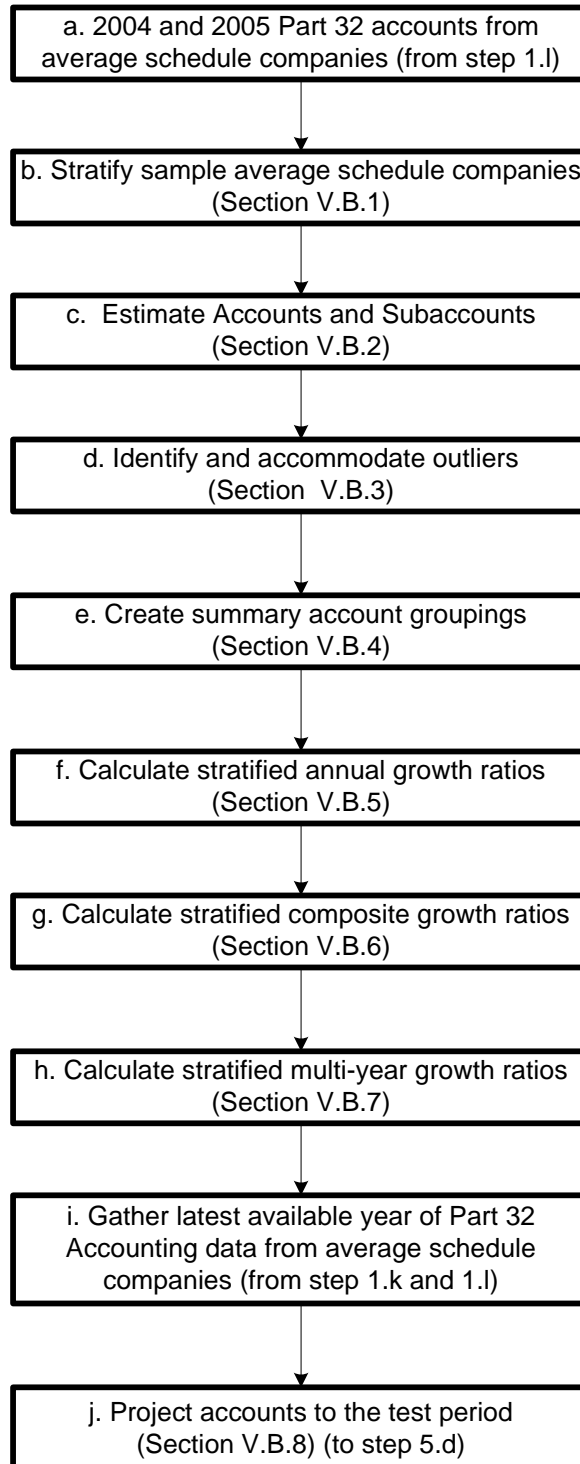 a. 2004 and 2005 Part 32 accounts from
average schedule companies (from step 1.l)
b. Stratify sample average schedule companies
(Section V.B.1)
c. Estimate Accounts and Subaccounts
(Section V.B.2)
d. Identify and accommodate outliers
(Section V.B.3)
e. Create summary account groupings
(Section V.B.4)
f. Calculate stratified annual growth ratios
(Section V.B.5)
g. Calculate stratified composite growth ratios
(Section V.B.6)
h. Calculate stratified multi-year growth ratios
(Section V.B.7)
i. Gather latest available year of Part 32
Accounting data from average schedule
companies (from step 1.k and 1.l)
j. Project accounts to the test period
(Section V.B.8) (to step 5.d)